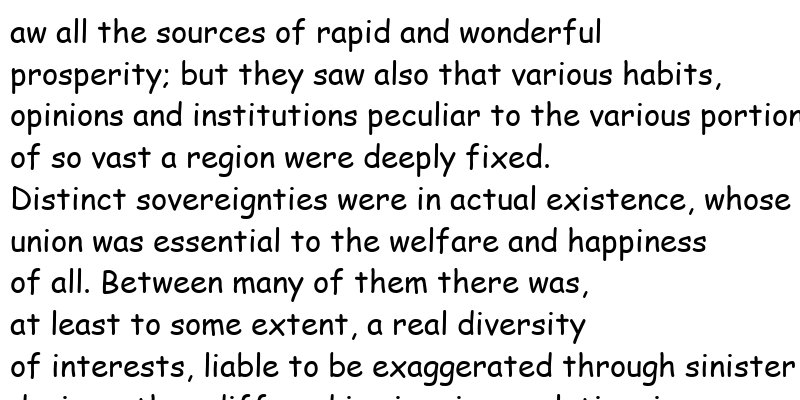 aw all the sources of rapid and wonderful
prosperity; but they saw also that various habits,
opinions and institutions peculiar to the various portion
of so vast a region were deeply fixed.
Distinct sovereignties were in actual existence, whose
union was essential to the welfare and happiness
of all. Between many of them there was,
at least to some extent, a real diversity
of interests, liable to be exaggerated through sinister